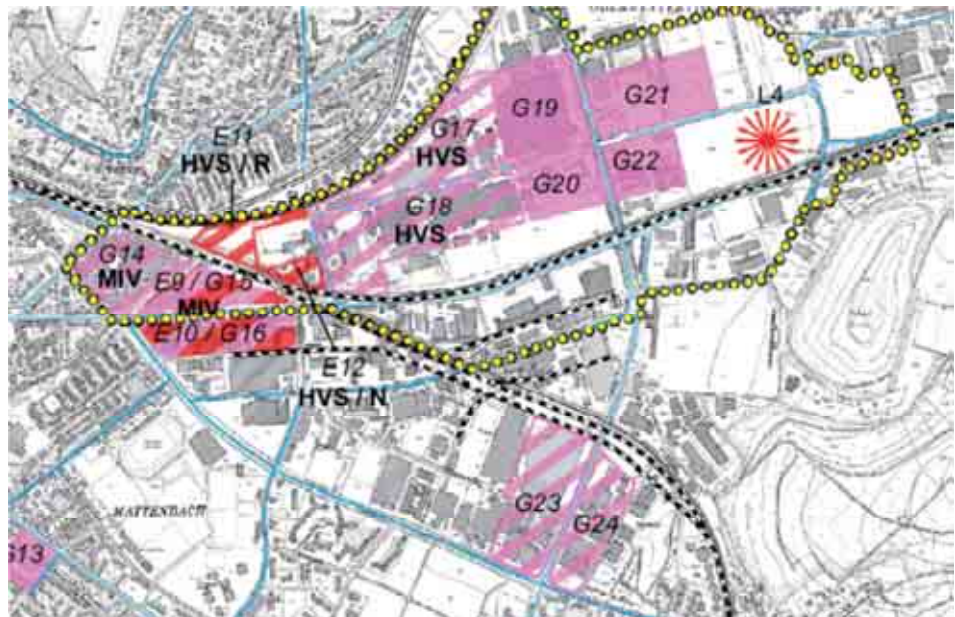 G19
G21
L4
G17
HVS
E11
HVS / R
G22
G20
G18
HVS
G14
MIV
E9 / G15
MIV
E10 / G16
E12
HVS / N
G23
G24
MATTENBACH
G13